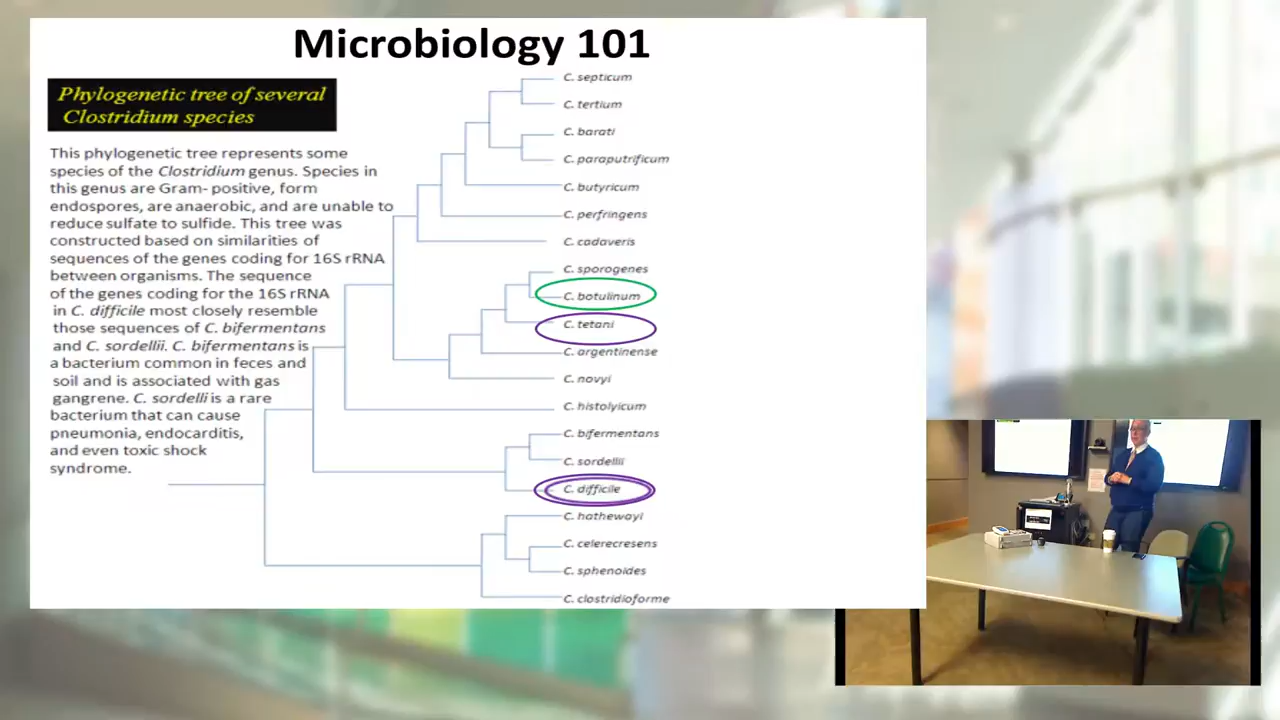 Microbiology 101
Phylogenetic tree of several
Clostridium species
This phylogenetic tree represents some
species of the Clostridium genus. Species in
this genus are Gram- positive, form
endospores, are anaerobic, and are unable to
reduce sulfate to sulfide. This tree was
constructed based on similarities of
sequences of the genes coding for 16S rRNA
between organisms. The sequence
of the genes coding for the 16S rRNA
in C. difficile most closely resemble
those sequences of C. bifermentans
and C. sordellii. C. bifermentans is
a bacterium common in feces and
soil and is associated with gas
gangrene. C. sordelli is a rare
bacterium that can cause
pneumonia, endocarditis,
and even toxic shock
syndrome.
C. septicum
C. tertium
C. barati
C. paraputrificum
C. butyricum
C. perfringens
C. cadaveris
C. sporogenes
C. botulinum
C. tetani
C. argentinense
C. novyi
C. histolyicum
C. bifermentans
C. sordellii
C. difficile
C. hathewayi
C. celerecresens
C. sphenoides
C. clostridioforme